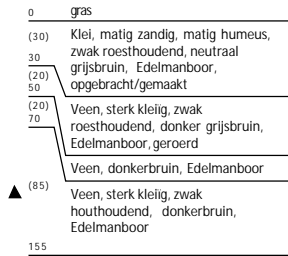 0 gras
(30) Klei, matig zandig, matig humeus,
zwak roesthoudend, neutraal
30 grijsbruin, Edelmanboor,
(20) opgebracht/gemaakt
50
(20) Veen, sterk kleiïg, zwak
70 roesthoudend, donker grijsbruin,
Edelmanboor, geroerd
Veen, donkerbruin, Edelmanboor
(85) Veen, sterk kleiïg, zwak
houthoudend, donkerbruin,
Edelmanboor
155